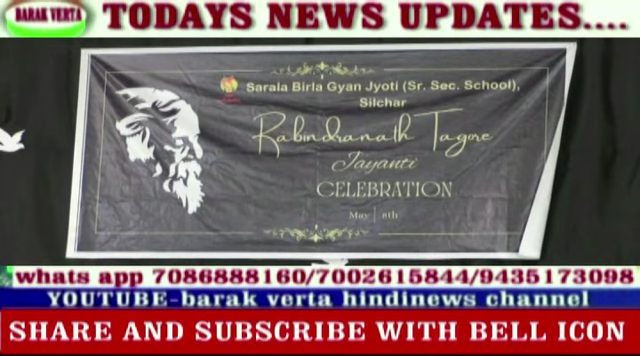 BARAK VERTA
TODAYS NEWS UPDATES....
Sarala Birla Gyan Jyoti (Sr. Sec. School),
Silchar
Rabindranath Tagore
Jayanti
CELEBRATION
May | 8th
whats app 7086888160/7002615844/9435173098
YOUTUBE-barak verta hindinews channel
SHARE AND SUBSCRIBE WITH BELL ICON